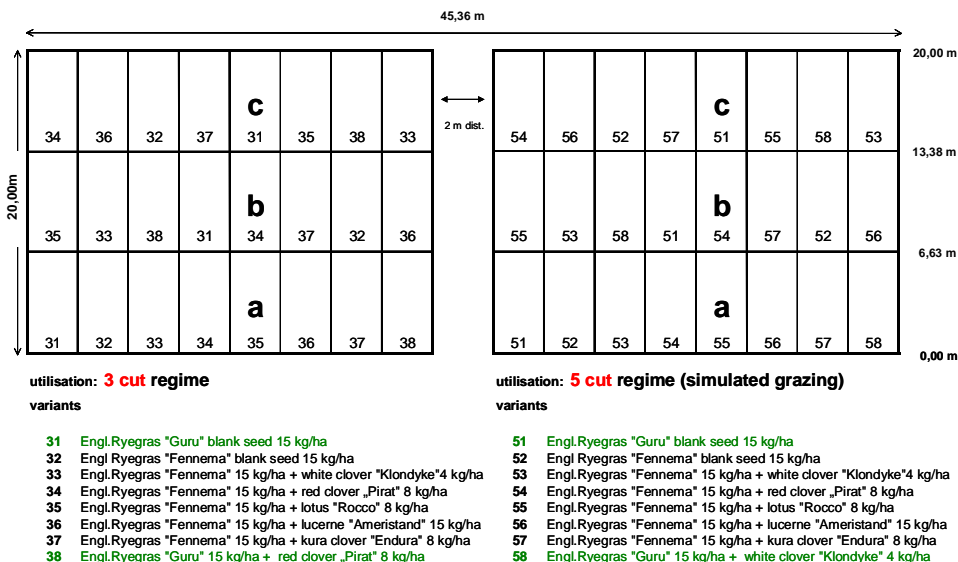 45,36 m
20,00 m
c c
2 m dist.
34 36 32 37 31 35 38 33 54 56 52 57 51 55 58 53
13,38 m
20,00m
b b
35 33 38 31 34 37 32 36 55 53 58 51 54 57 52 56
6,63 m
a a
31 32 33 34 35 36 37 38 51 52 53 54 55 56 57 58
0,00 m
utilisation: 3 cut regime
variants
31 Engl.Ryegras "Guru" blank seed 15 kg/ha
32 Engl Ryegras "Fennema" blank seed 15 kg/ha
33 Engl.Ryegras "Fennema" 15 kg/ha + white clover "Klondyke"4 kg/ha
34 Engl.Ryegras "Fennema" 15 kg/ha + red clover „Pirat" 8 kg/ha
35 Engl.Ryegras "Fennema" 15 kg/ha + lotus "Rocco" 8 kg/ha
36 Engl.Ryegras "Fennema" 15 kg/ha + lucerne "Ameristand" 15 kg/ha
37 Engl.Ryegras "Fennema" 15 kg/ha + kura clover "Endura" 8 kg/ha
38 Engl.Ryegras "Guru" 15 kg/ha + red clover „Pirat" 8 kg/ha
utilisation: 5 cut regime (simulated grazing)
variants
51 Engl.Ryegras "Guru" blank seed 15 kg/ha
52 Engl.Ryegras "Fennema" blank seed 15 kg/ha
53 Engl.Ryegras "Fennema" 15 kg/ha + white clover "Klondyke"4 kg/ha
54 Engl.Ryegras "Fennema" 15 kg/ha + red clover „Pirat" 8 kg/ha
55 Engl.Ryegras "Fennema" 15 kg/ha + lotus "Rocco" 8 kg/ha
56 Engl.Ryegras "Fennema" 15 kg/ha + lucerne "Ameristand" 15 kg/ha
57 Engl.Ryegras "Fennema" 15 kg/ha + kura clover "Endura" 8 kg/ha
58 Engl.Ryegras "Guru" 15 kg/ha + white clover "Klondyke" 4 kg/ha